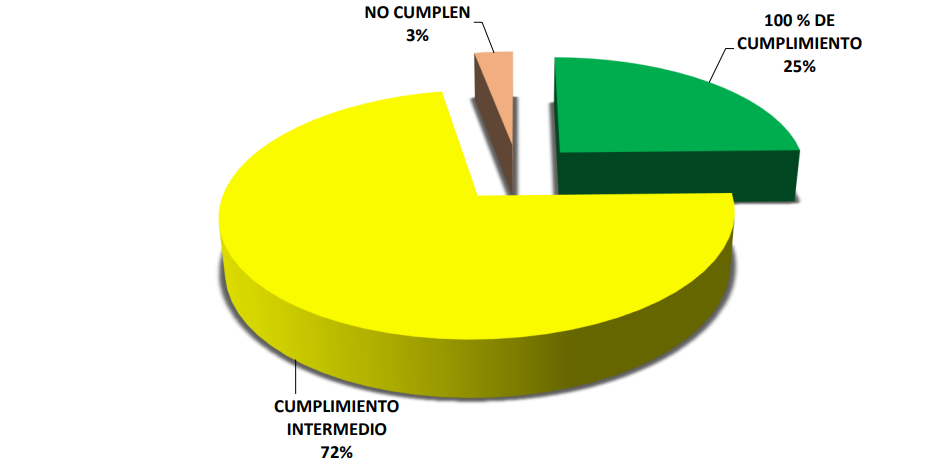 NO CUMPLEN
3%
100 % DE
CUMPLIMIENTO
25%
CUMPLIMIENTO
INTERMEDIO
72%